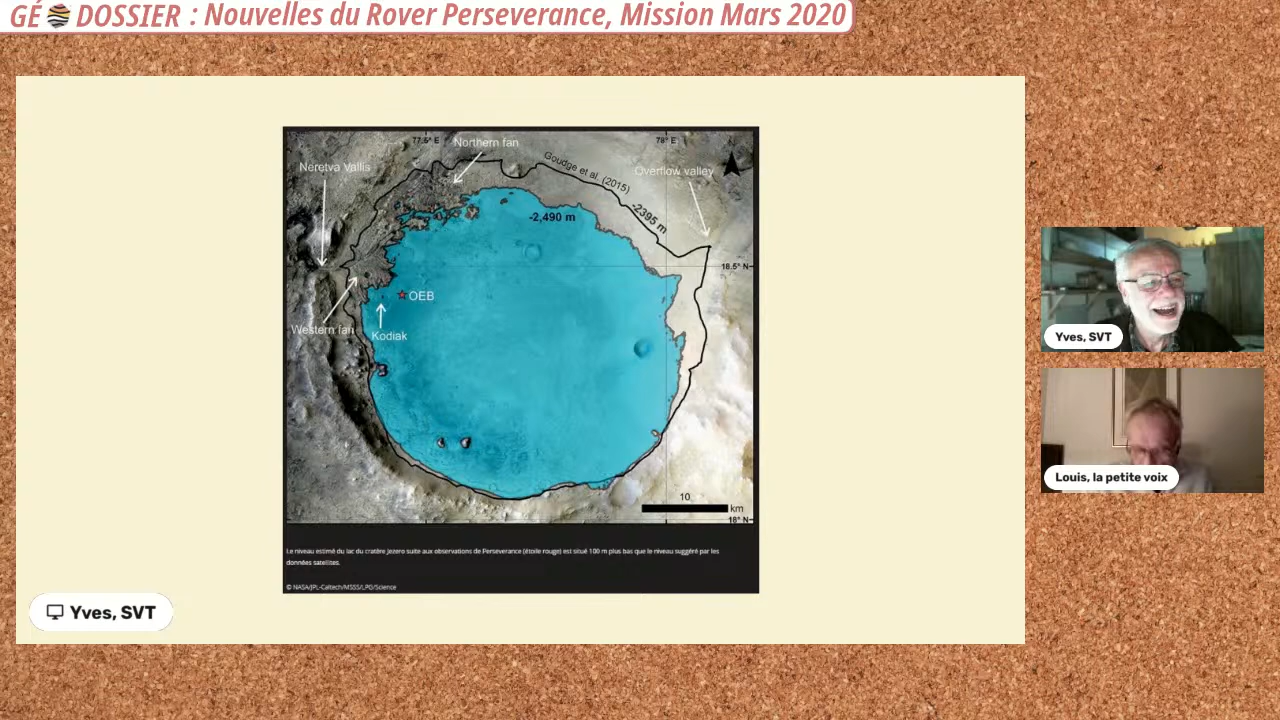 GÉ DOSSIER : Nouvelles du Rover Perseverance, Mission Mars 2020
77.5° E
Northern fan
78° E
N
Neretva Vallis
Goudge et al. (2015)
Overflow valley
-2,490 m
-2395 m
18.5° N
OEB
Western fan
Kodiak
10
km
18° N
Le niveau estimé du lac du cratère Jezero suite aux observations de Perseverance (étoile rouge) est situé 100 m plus bas que le niveau suggéré par les
données satellites.
© NASA/JPL-Caltech/MSSS/LPG/Science
Yves, SVT
Yves, SVT
Louis, la petite voix